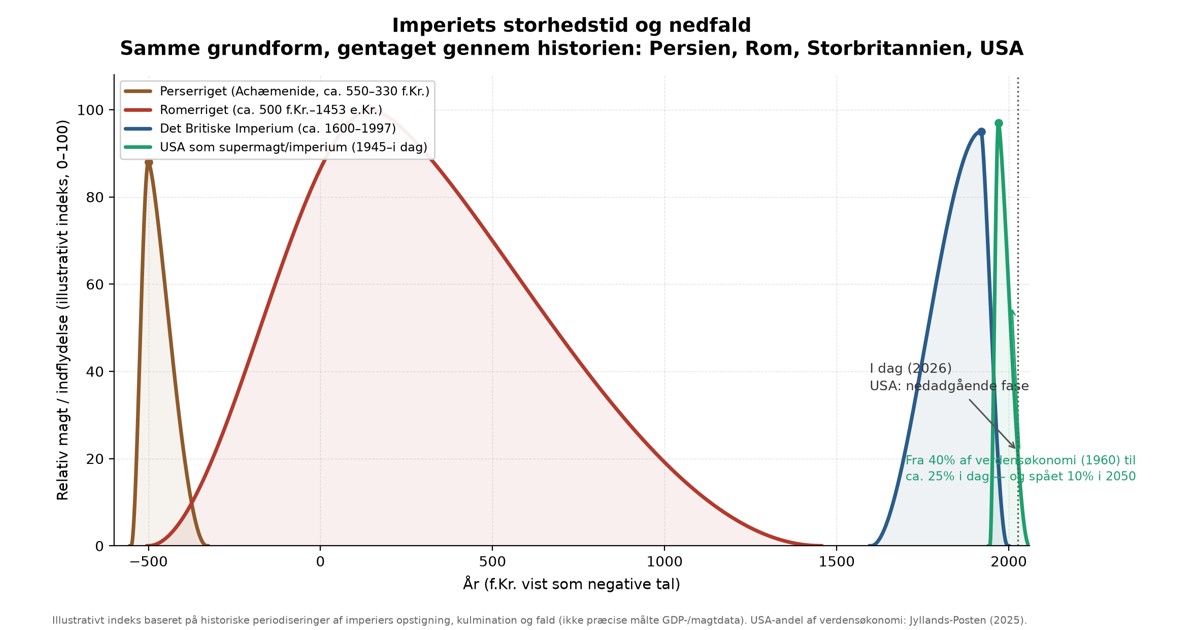 Imperiets storhedstid og nedfald
Samme grundform, gentaget gennem historien: Persien, Rom, Storbritannien, USA
Relativ magt / indflydelse (illustrativt indeks, 0–100)
100
80
60
40
20
0
Perserriget (Achæmenide, ca. 550–330 f.Kr.)
Romerriget (ca. 500 f.Kr.–1453 e.Kr.)
Det Britiske Imperium (ca. 1600–1997)
USA som supermagt/imperium (1945–i dag)
I dag (2026)
USA: nedadgående fase
Fra 40% af verdensøkonomi (1960) til
ca. 25% i dag — og spået 10% i 2050
−500
0
500
1000
1500
2000
År (f.Kr. vist som negative tal)
Illustrativt indeks baseret på historiske periodiseringer af imperiers opstigning, kulmination og fald (ikke præcise målte GDP-/magtdata). USA-andel af verdensøkonomi: Jyllands-Posten (2025).